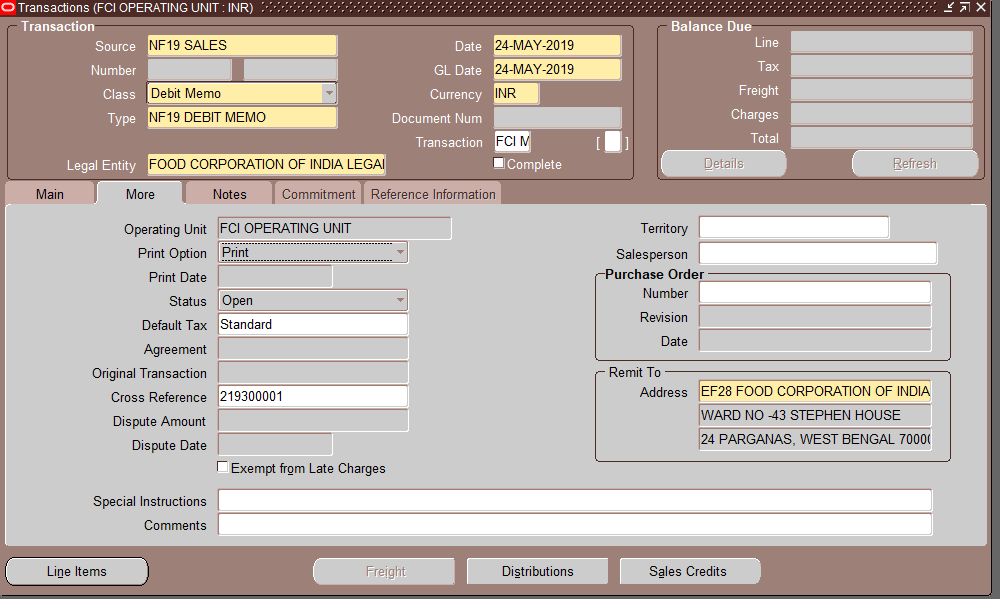 Transactions (FCI OPERATING UNIT : INR)
Transaction
Source NF19 SALES
Number
Class Debit Memo
Type NF19 DEBIT MEMO
Legal Entity FOOD CORPORATION OF INDIA LEGAL
Date 24-MAY-2019
GL Date 24-MAY-2019
Currency INR
Document Num
Transaction FCI M [ ]
Complete
Balance Due
Line
Tax
Freight
Charges
Total
Details Refresh
Main More Notes Commitment Reference Information
Operating Unit FCI OPERATING UNIT
Print Option Print
Print Date
Status Open
Default Tax Standard
Agreement
Original Transaction
Cross Reference 219300001
Dispute Amount
Dispute Date
Exempt from Late Charges
Territory
Salesperson
Purchase Order
Number
Revision
Date
Remit To
Address EF28 FOOD CORPORATION OF INDIA
WARD NO -43 STEPHEN HOUSE
24 PARGANAS, WEST BENGAL 70000
Special Instructions
Comments
Line Items Freight Distributions Sales Credits